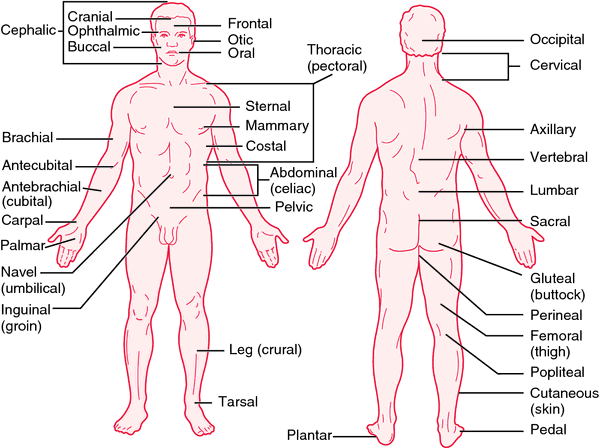 Cephalic
Cranial
Ophthalmic
Buccal
Frontal
Otic
Oral
Thoracic
(pectoral)
Sternal
Mammary
Costal
Brachial
Antecubital
Antebrachial
(cubital)
Carpal
Palmar
Navel
(umbilical)
Inguinal
(groin)
Abdominal
(celiac)
Pelvic
Leg (crural)
Tarsal
Occipital
Cervical
Axillary
Vertebral
Lumbar
Sacral
Gluteal
(buttock)
Perineal
Femoral
(thigh)
Popliteal
Cutaneous
(skin)
Plantar
Pedal